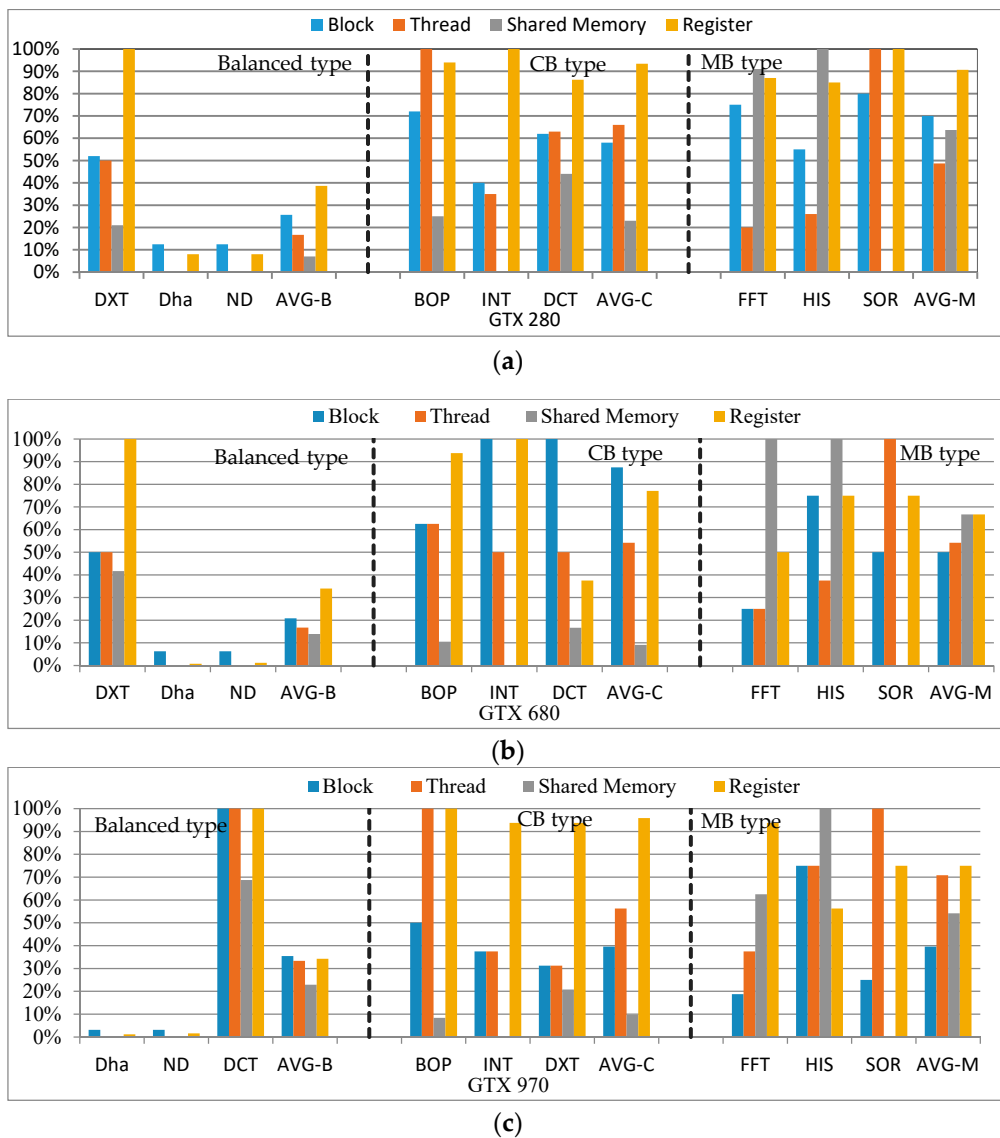 Block Thread Shared Memory Register
100%
90%
80%
70%
60%
50%
40%
30%
20%
10%
0%
Balanced type CB type MB type
DXT Dha ND AVG-B BOP INT DCT AVG-C FFT HIS SOR AVG-M
GTX 280
(a)
Block Thread Shared Memory Register
100%
90%
80%
70%
60%
50%
40%
30%
20%
10%
0%
Balanced type CB type MB type
DXT Dha ND AVG-B BOP INT DCT AVG-C FFT HIS SOR AVG-M
GTX 680
(b)
Block Thread Shared Memory Register
100%
90%
80%
70%
60%
50%
40%
30%
20%
10%
0%
Balanced type CB type MB type
Dha ND DCT AVG-B BOP INT DXT AVG-C FFT HIS SOR AVG-M
GTX 970
(c)